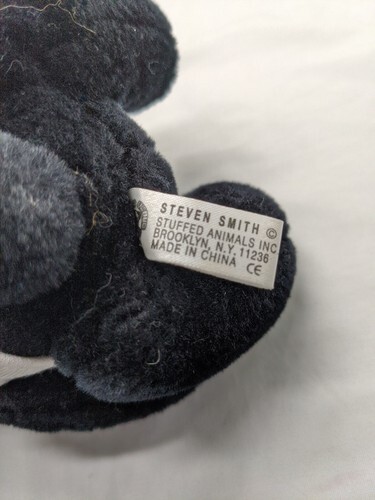 STEVEN SMITH ©
STUFFED ANIMALS INC
BROOKLYN, N.Y. 11236
MADE IN CHINA CE